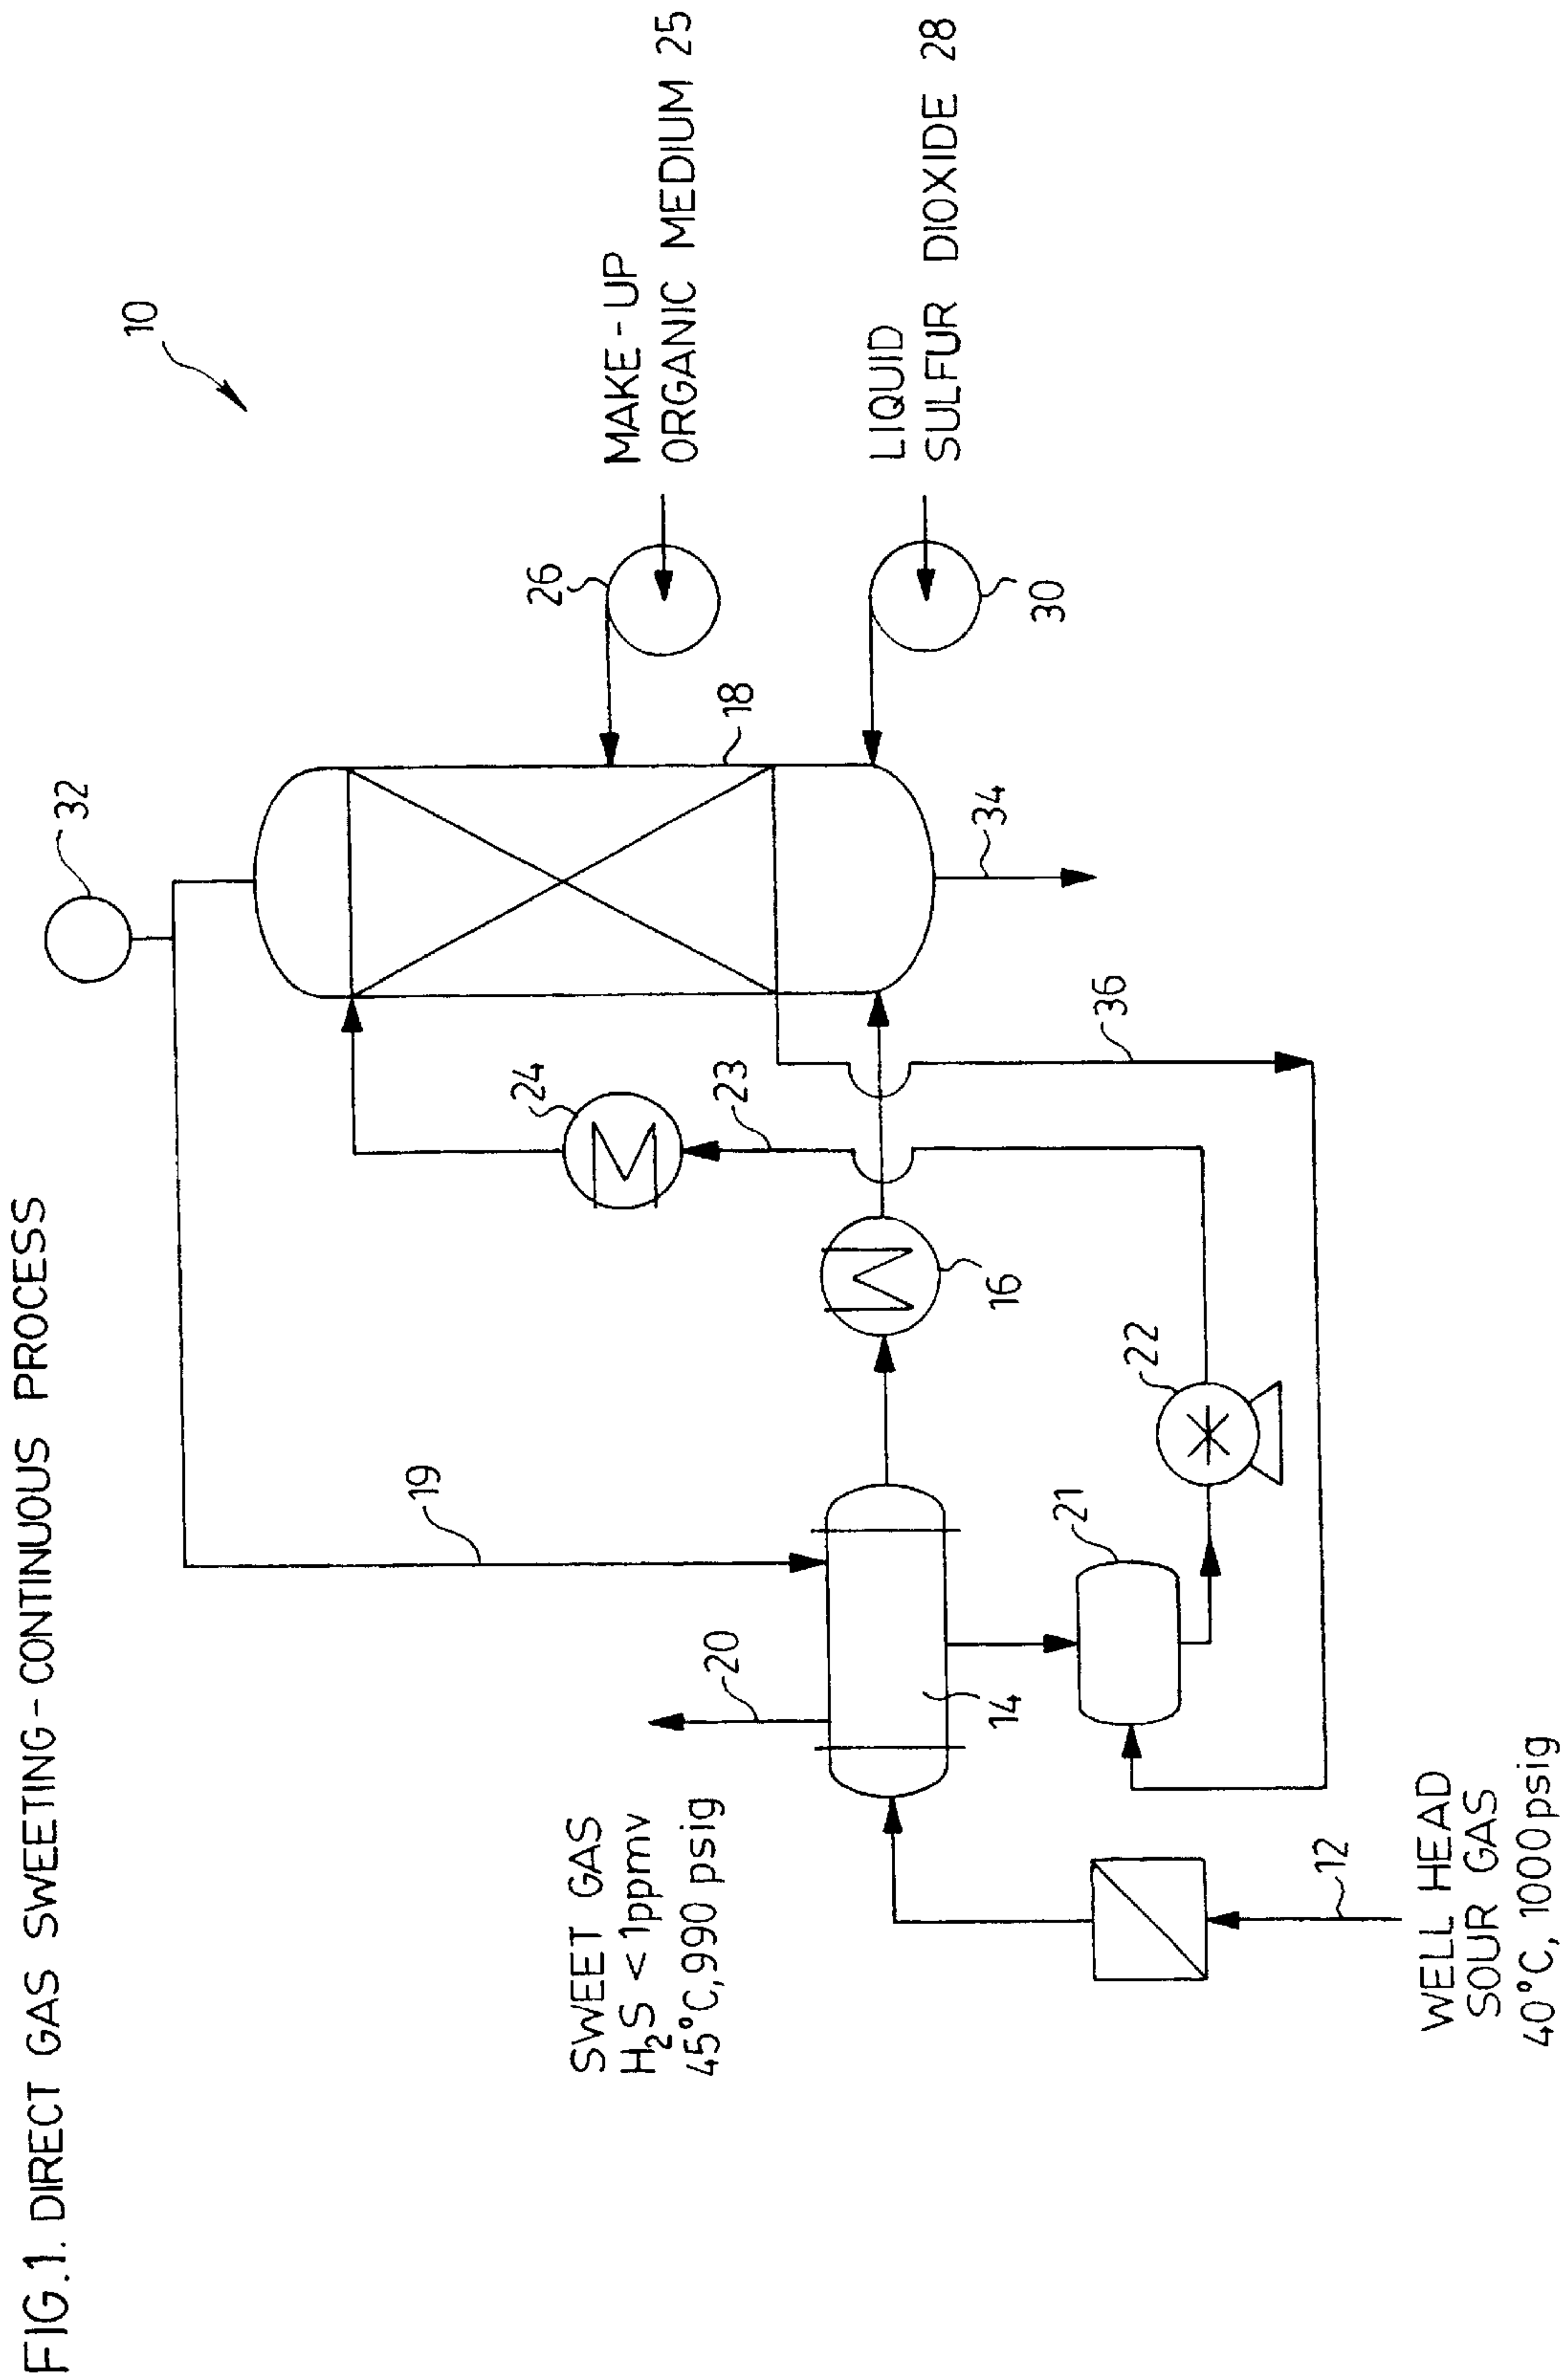 FIG.1. DIRECT GAS SWEETING-CONTINUOUS PROCESS
10
32
19
20
SWEET GAS
H₂S < 1ppmv
45°C, 990 psig
14
21
22
16
23
24
36
34
18
26
MAKE-UP
ORGANIC MEDIUM 25
LIQUID
SULFUR DIOXIDE 28
30
12
WELL HEAD
SOUR GAS
40°C, 1000psig